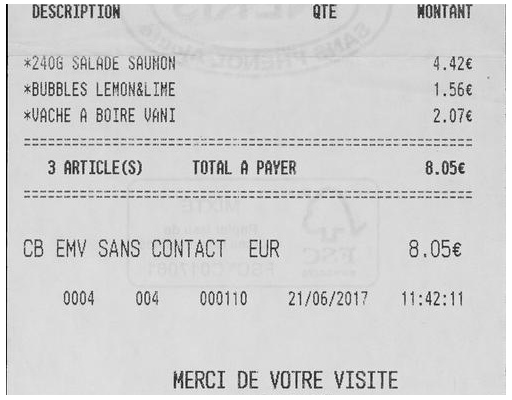 DESCRIPTION QTE MONTANT
*240G SALADE SAUMON 4.42€
*BUBBLES LEMON&LIME 1.56€
*VACHE A BOIRE VANI 2.07€
================================================
3 ARTICLE(S) TOTAL A PAYER 8.05€
================================================
CB EMV SANS CONTACT EUR 8.05€
0004 004 000110 21/06/2017 11:42:11
MERCI DE VOTRE VISITE